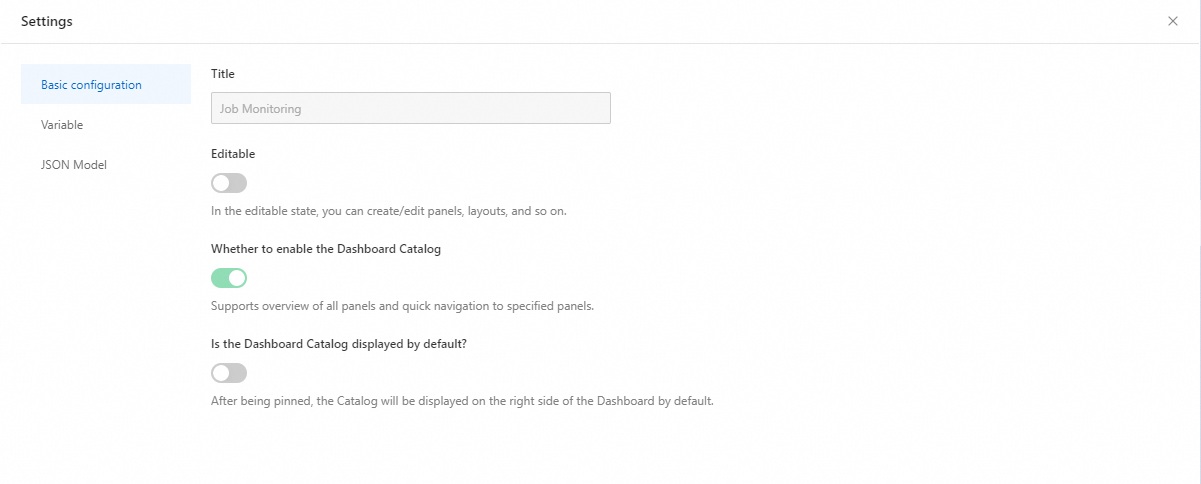 Settings
Basic configuration
Variable
JSON Model
Title
Job Monitoring
Editable
In the editable state, you can create/edit panels, layouts, and so on.
Whether to enable the Dashboard Catalog
Supports overview of all panels and quick navigation to specified panels.
Is the Dashboard Catalog displayed by default?
After being pinned, the Catalog will be displayed on the right side of the Dashboard by default.